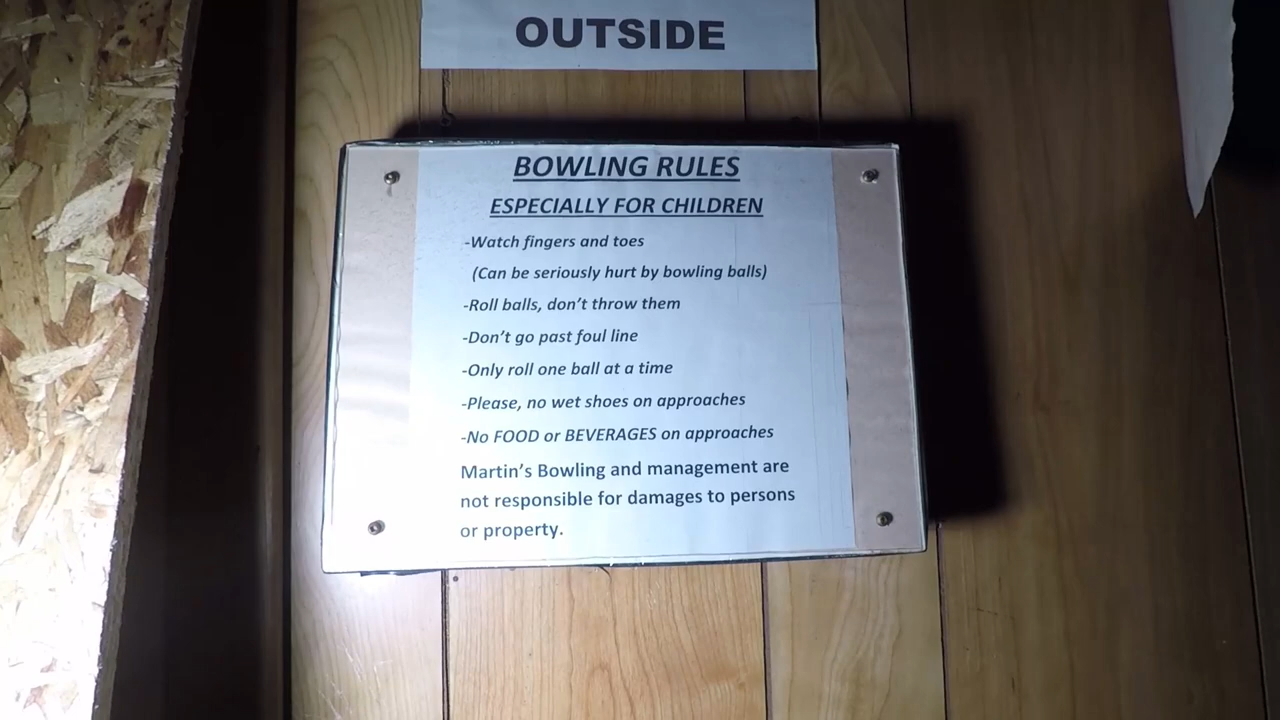 OUTSIDE
BOWLING RULES
ESPECIALLY FOR CHILDREN
-Watch fingers and toes
(Can be seriously hurt by bowling balls)
-Roll balls, don't throw them
-Don't go past foul line
-Only roll one ball at a time
-Please, no wet shoes on approaches
-No FOOD or BEVERAGES on approaches
Martin's Bowling and management are
not responsible for damages to persons
or property.